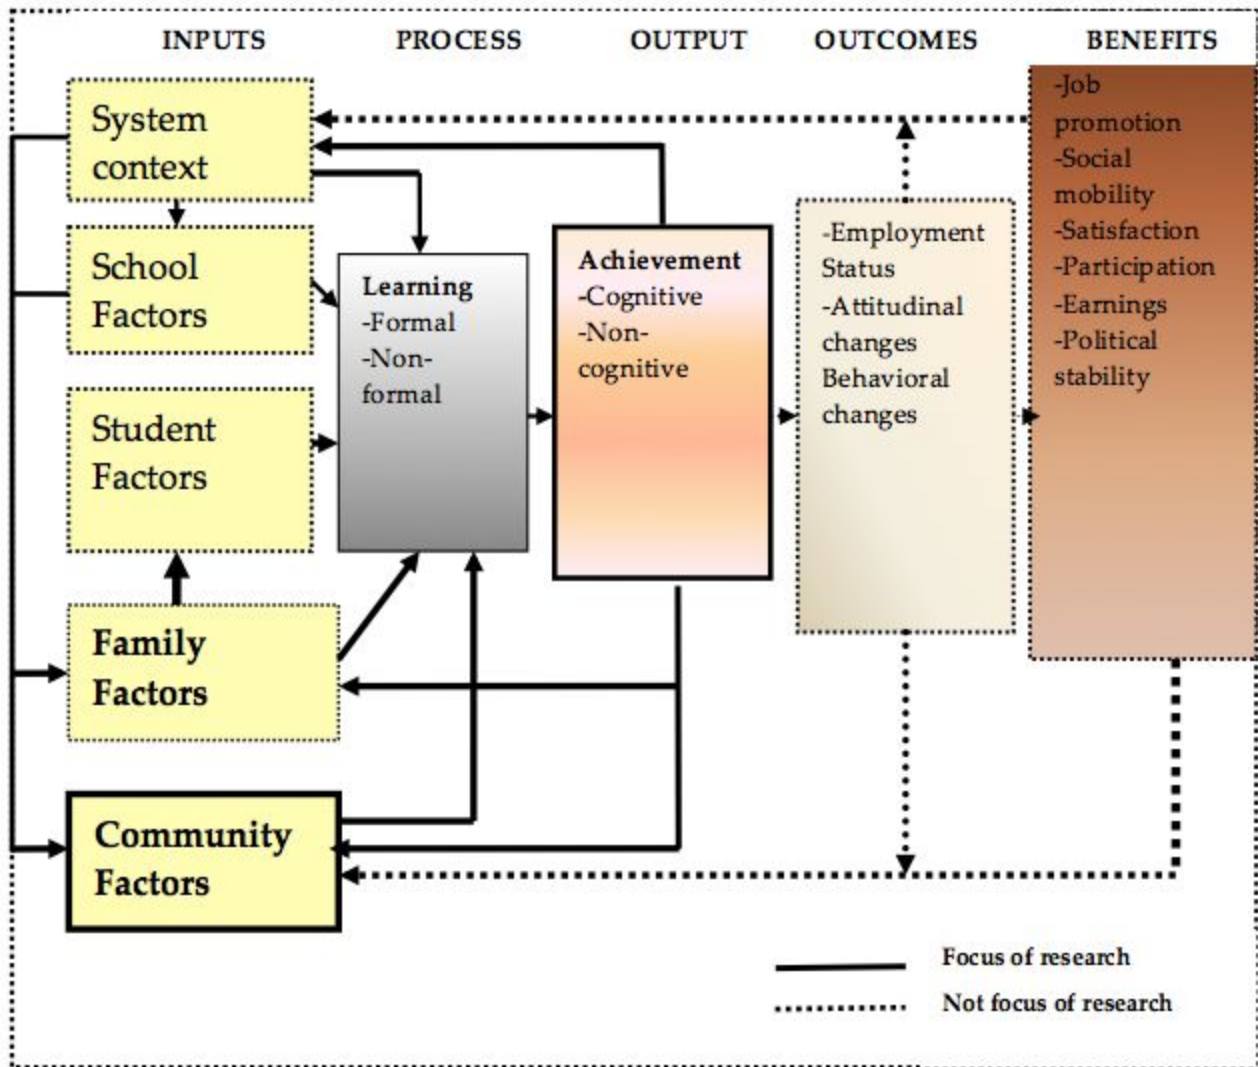 INPUTS PROCESS OUTPUT OUTCOMES BENEFITS
System
context
School
Factors
Student
Factors
Family
Factors
Community
Factors
Learning
-Formal
-Non-
formal
Achievement
-Cognitive
-Non-
cognitive
-Employment
Status
-Attitudinal
changes
Behavioral
changes
-Job
promotion
-Social
mobility
-Satisfaction
-Participation
-Earnings
-Political
stability
Focus of research
Not focus of research